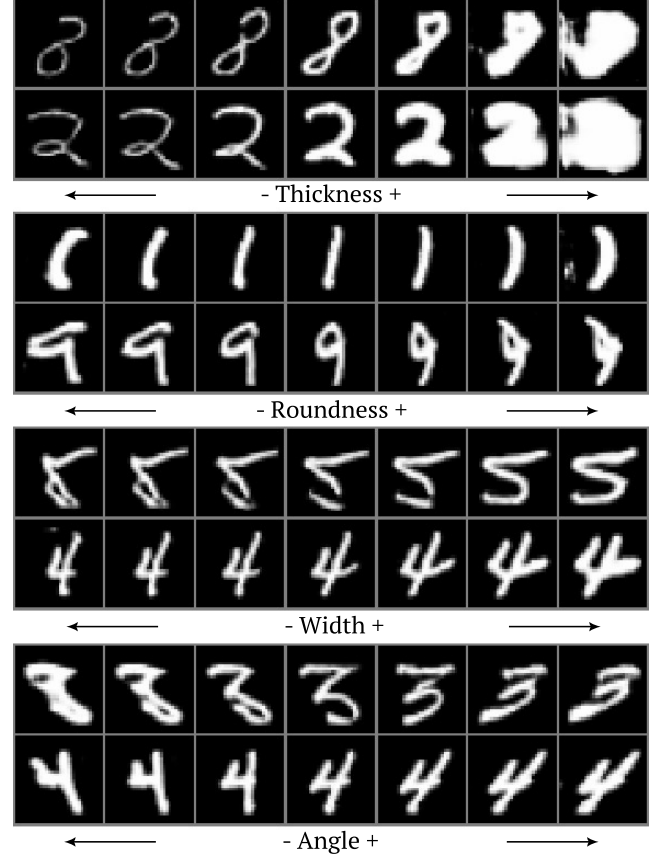 - Thickness +
- Roundness +
- Width +
- Angle +